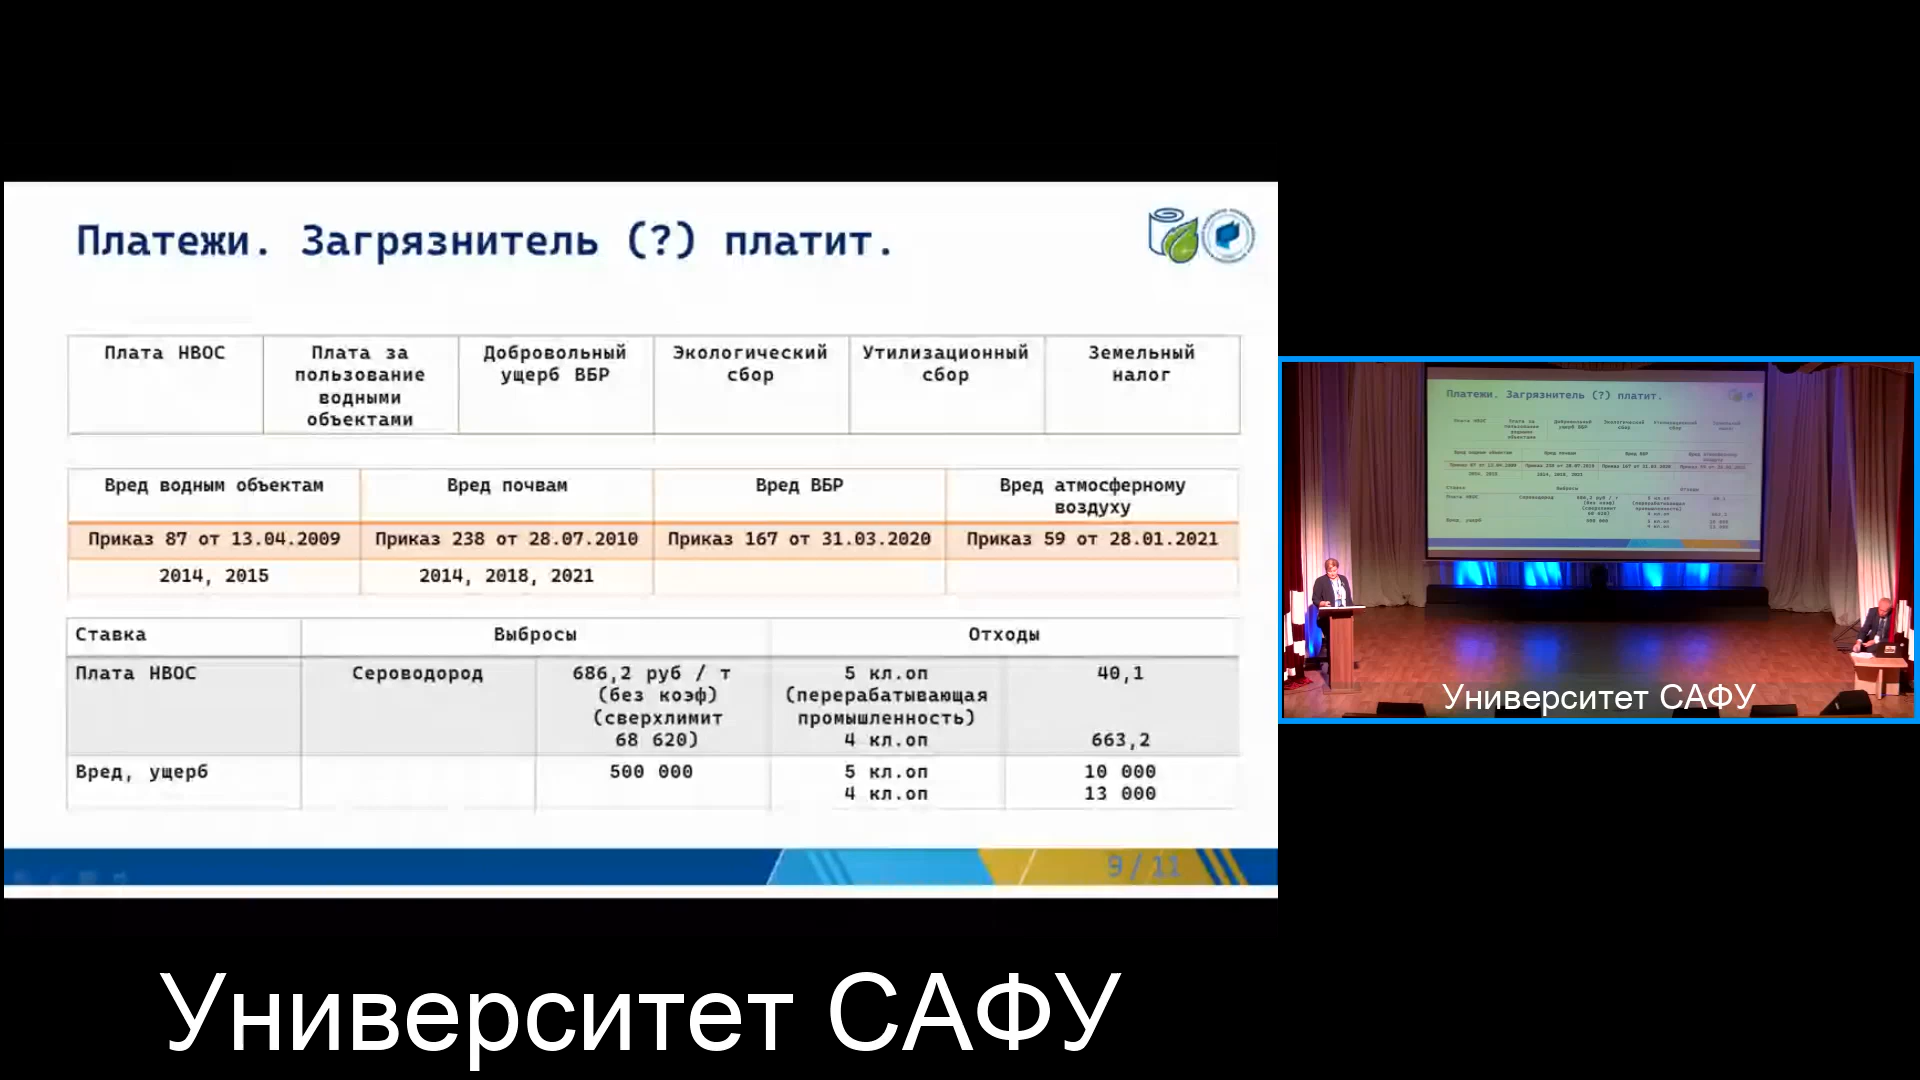 Платежи. Загрязнитель (?) платит.
Плата НВОС
Плата за
пользование
водными
объектами
Добровольный
ущерб ВБР
Экологический
сбор
Утилизационный
сбор
Земельный
налог
Вред водным объектам
Вред почвам
Вред ВБР
Вред атмосферному
воздуху
Приказ 87 от 13.04.2009
Приказ 238 от 28.07.2010
Приказ 167 от 31.03.2020
Приказ 59 от 28.01.2021
2014, 2015
2014, 2018, 2021
Ставка
Выбросы
Отходы
Плата НВОС
Сероводород
686,2 руб / т
(без коэф)
(сверхлимит
68 620)
5 кл.оп
(перерабатывающая
промышленность)
4 кл.оп
40,1
663,2
Вред, ущерб
500 000
5 кл.оп
4 кл.оп
10 000
13 000
9/11
Университет САФУ
Платежи. Загрязнитель (?) платит.
Университет САФУ